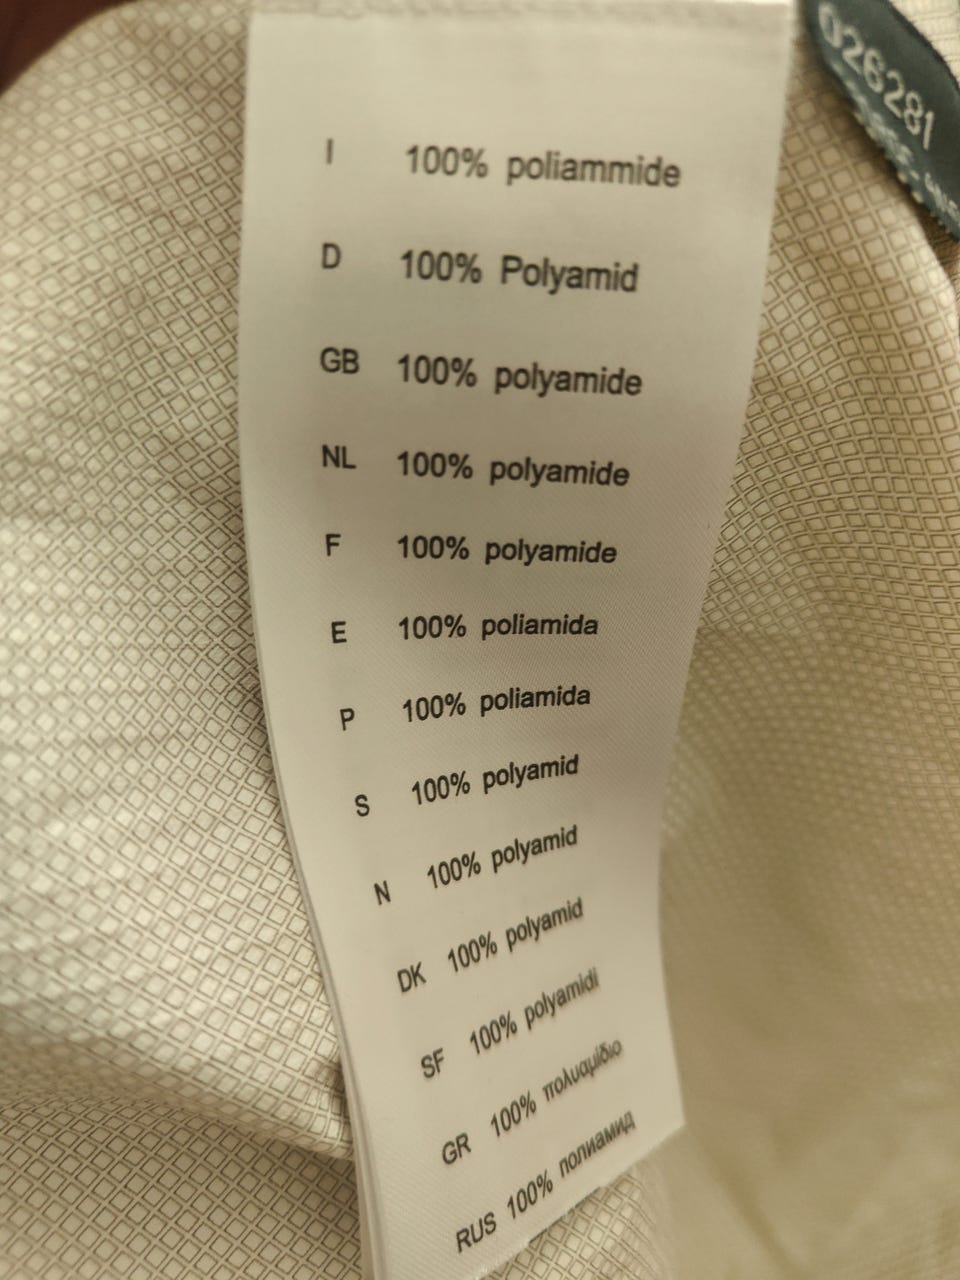 026281
I 100% poliammide
D 100% Polyamid
GB 100% polyamide
NL 100% polyamide
F 100% polyamide
E 100% poliamida
P 100% poliamida
S 100% polyamid
N 100% polyamid
DK 100% polyamid
SF 100% polyamidi
GR 100% πολυαμίδιο
RUS 100% полиамид